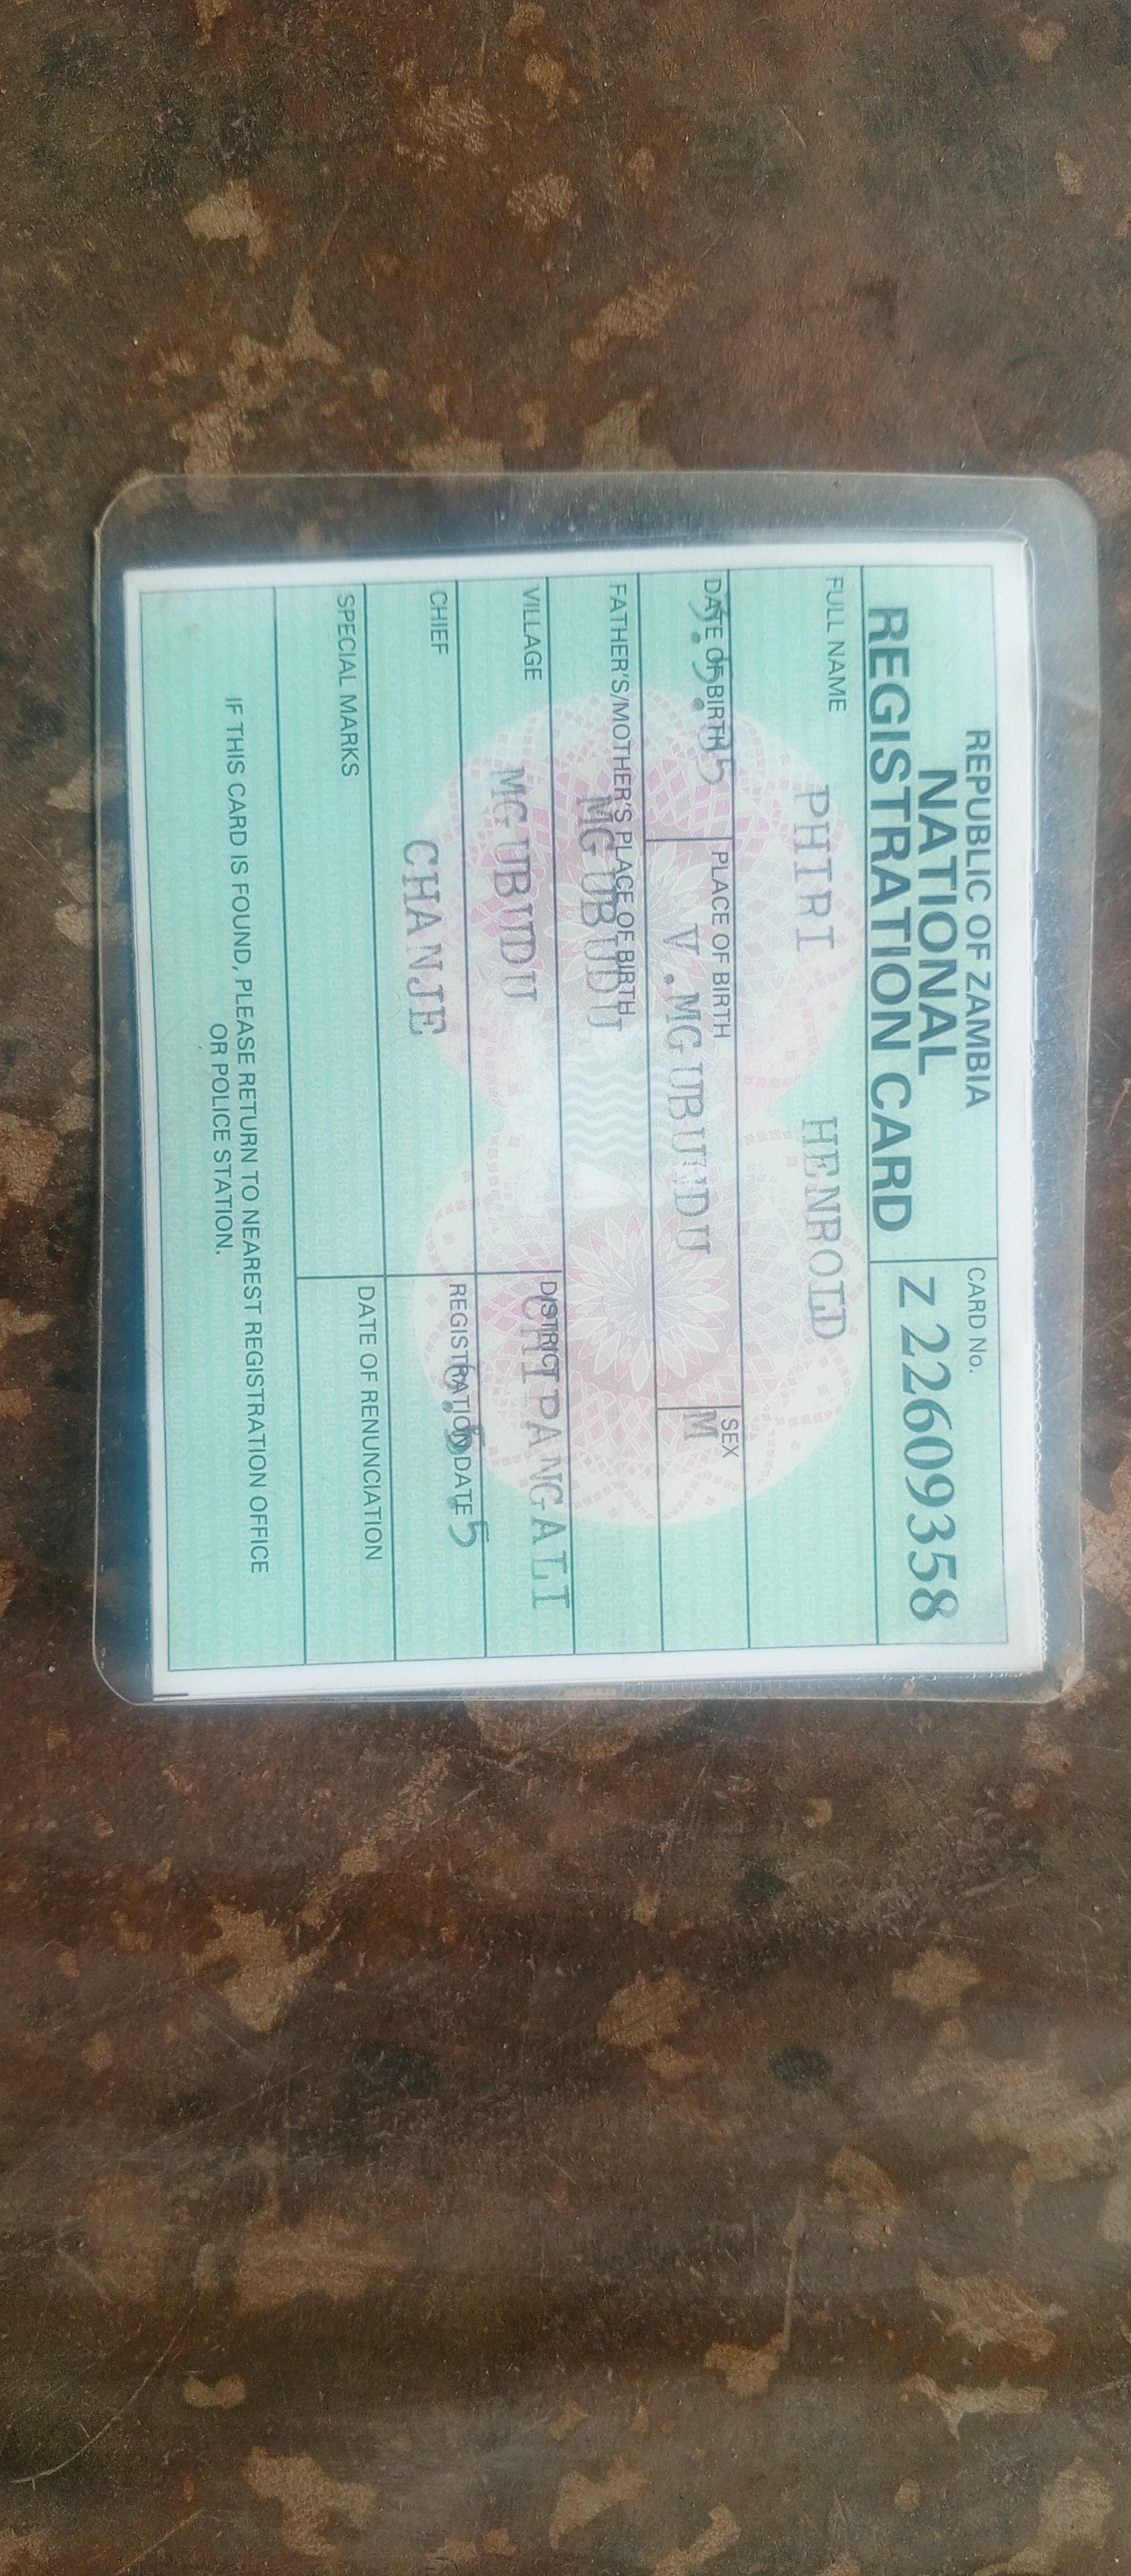 REPUBLIC OF ZAMBIA
NATIONAL
REGISTRATION CARD
CARD No.
Z 22609358
FULL NAME
PHIRI HENROLD
DATE OF BIRTH
PLACE OF BIRTH
V.MGUBUUDU
SEX
M
FATHER'S/MOTHER'S PLACE OF BIRTH
MGUBUDU
VILLAGE
MGUBUDU
DISTRICT
CHIPANGALI
CHIEF
CHANJE
REGISTRATION DATE
SPECIAL MARKS
DATE OF RENUNCIATION
IF THIS CARD IS FOUND, PLEASE RETURN TO NEAREST REGISTRATION OFFICE
OR POLICE STATION.